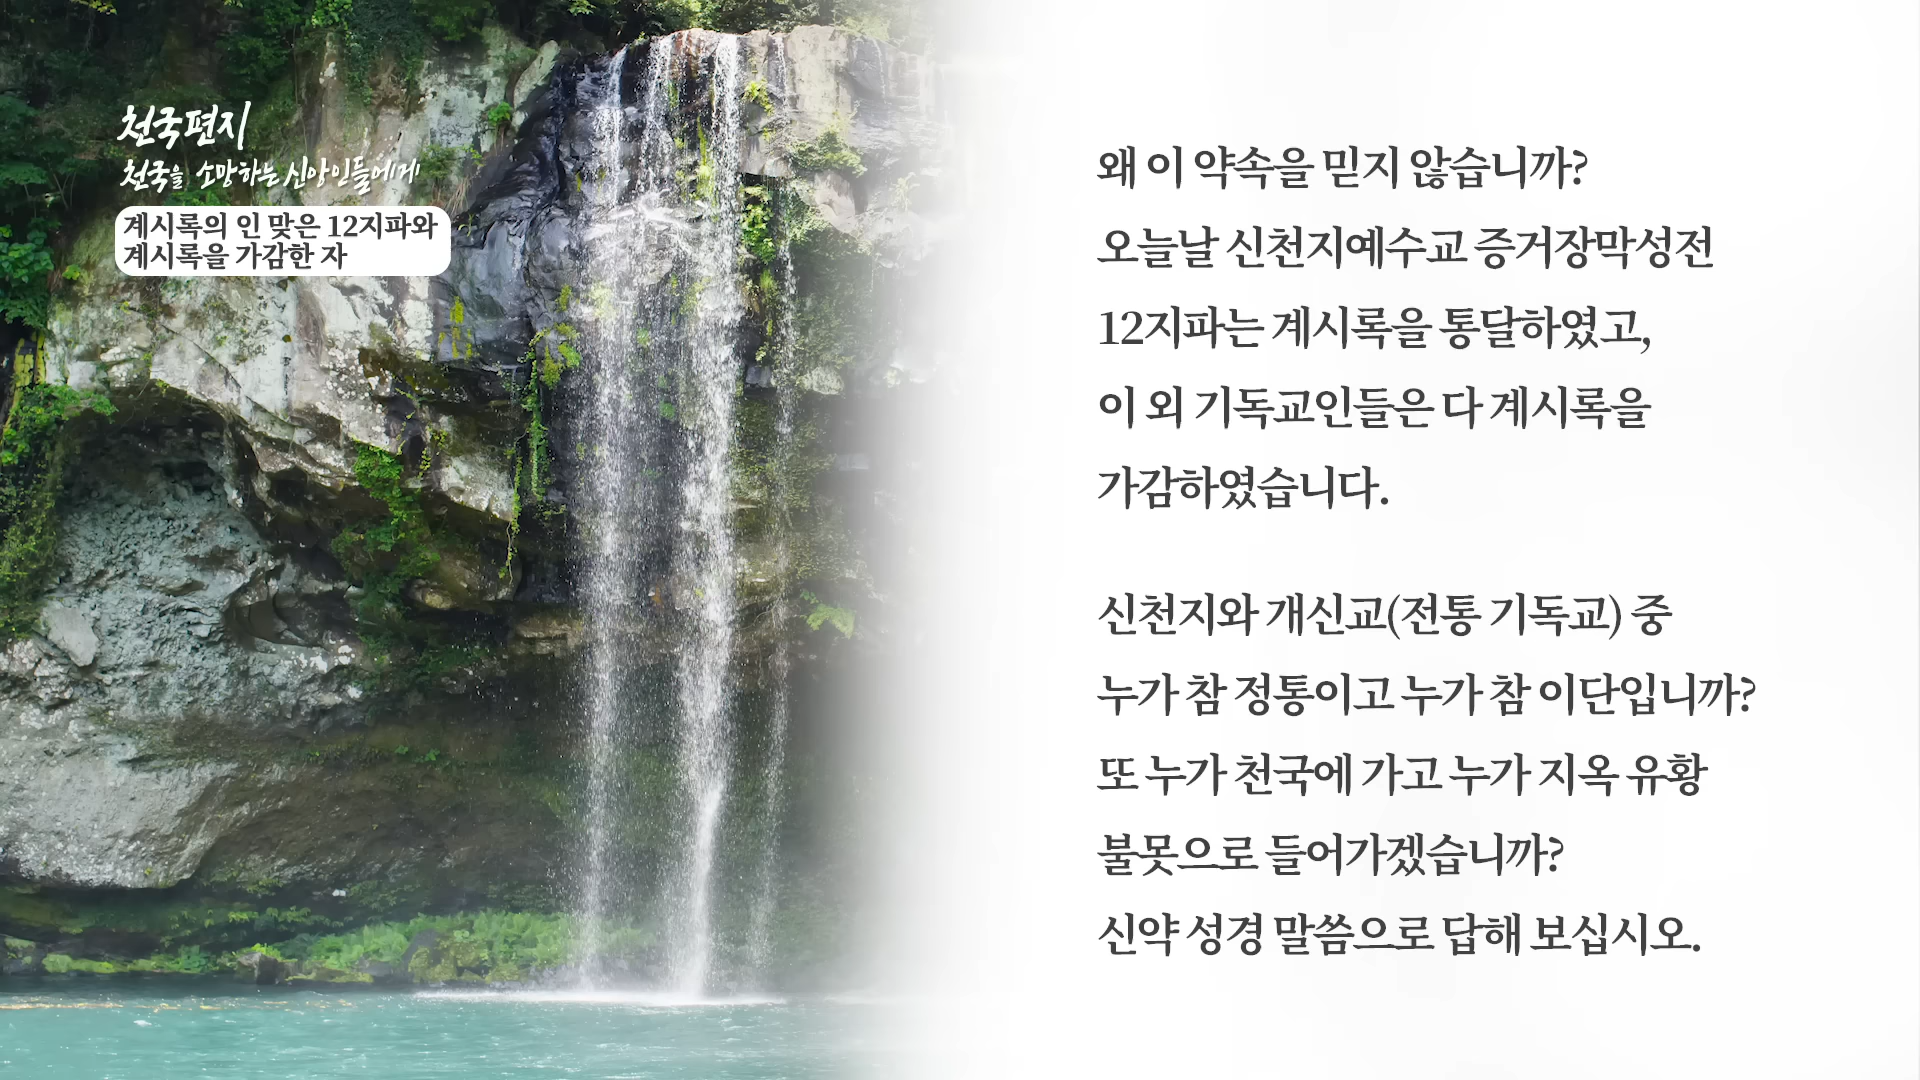 천국편지
천국을 소망하는 신앙인들에게
계시록의 인 맞은 12지파와
계시록을 가감한 자
왜 이 약속을 믿지 않습니까?
오늘날 신천지예수교 증거장막성전
12지파는 계시록을 통달하였고,
이 외 기독교인들은 다 계시록을
가감하였습니다.
신천지와 개신교(전통 기독교) 중
누가 참 정통이고 누가 참 이단입니까?
또 누가 천국에 가고 누가 지옥 유황
불못으로 들어가겠습니까?
신약 성경 말씀으로 답해 보십시오.